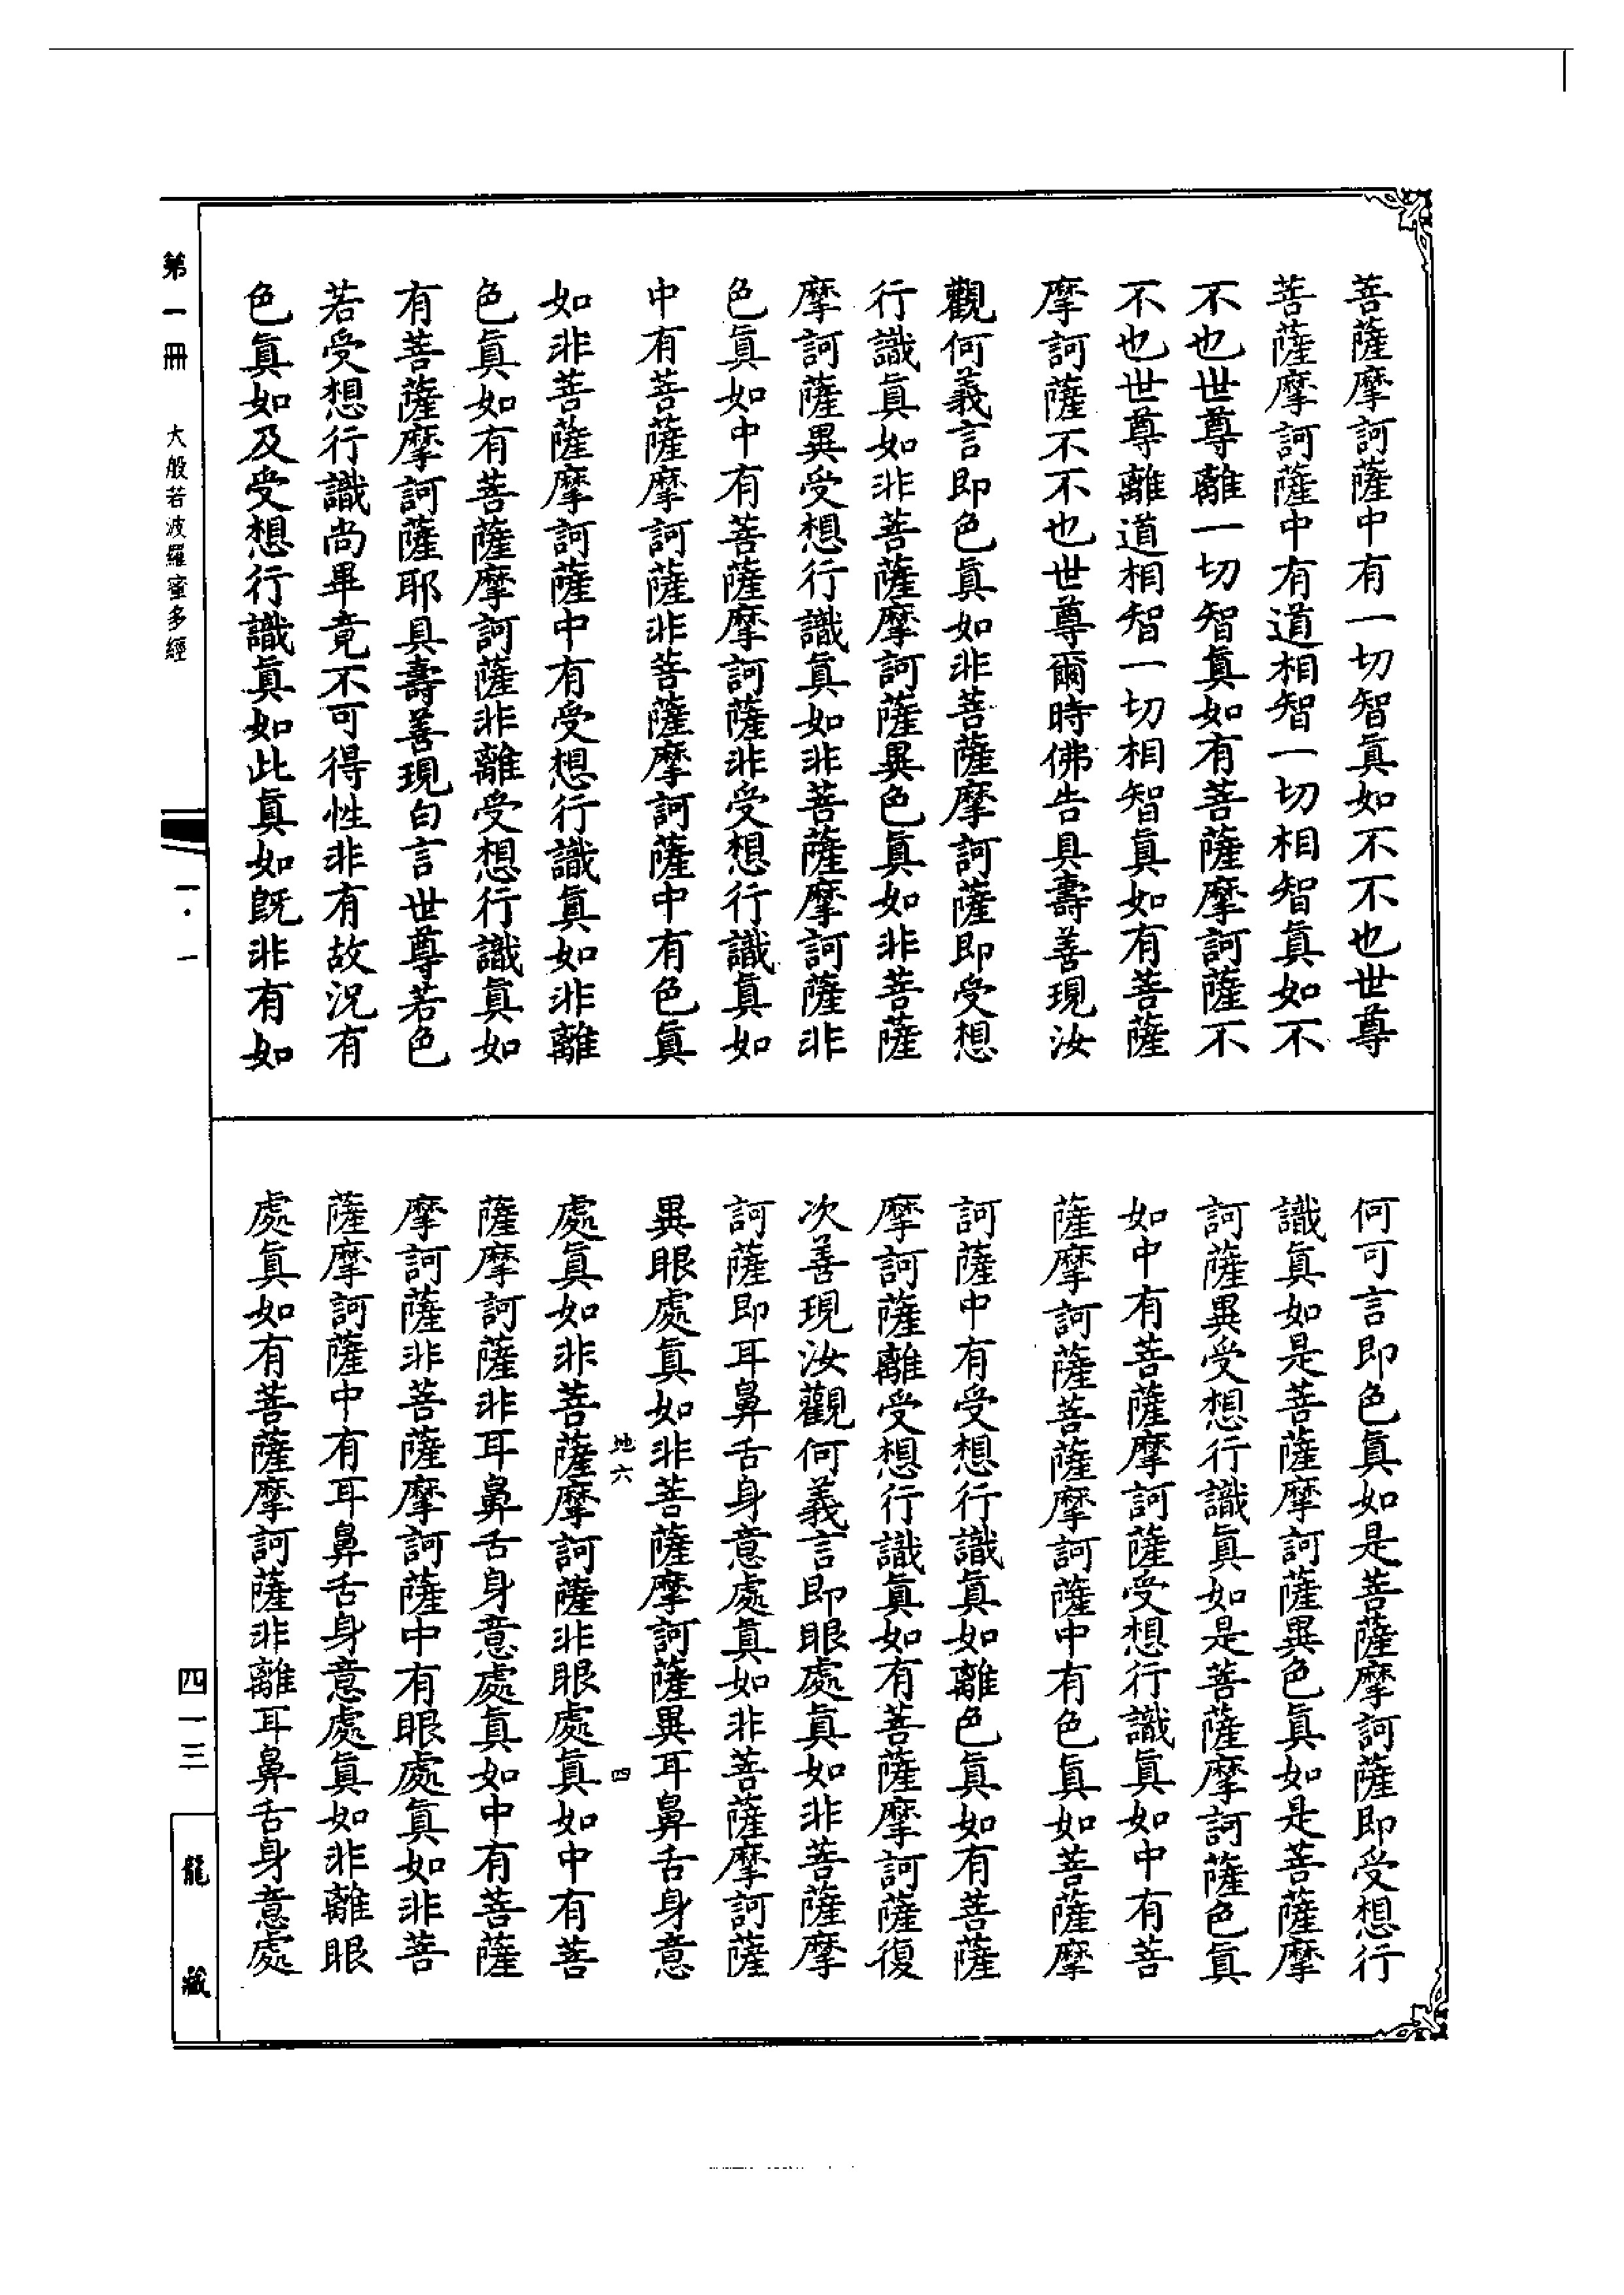 菩薩摩訶薩中有一切智真如不不也世尊
菩薩摩訶薩中有道相智一切相智真如不
不也世尊離一切智真如有菩薩摩訶薩不
不也世尊離道相智一切相智真如有菩薩
摩訶薩不不也世尊爾時佛告具壽善現汝
觀何義言即色真如非菩薩摩訶薩即受想
行識真如非菩薩摩訶薩異色真如非菩薩
摩訶薩異受想行識真如非菩薩摩訶薩非
色真如中有菩薩摩訶薩非受想行識真如
中有菩薩摩訶薩非菩薩摩訶薩中有色真
如非菩薩摩訶薩中有受想行識真如非離
色真如有菩薩摩訶薩非離受想行識真如
有菩薩摩訶薩耶具壽善現白言世尊若色
若受想行識尚畢竟不可得性非有故況有
色真如及受想行識真如此真如既非有如
何可言即色真如是菩薩摩訶薩即受想行
識真如是菩薩摩訶薩異色真如是菩薩摩
訶薩異受想行識真如是菩薩摩訶薩色真
如中有菩薩摩訶薩受想行識真如中有菩
薩摩訶薩菩薩摩訶薩中有色真如菩薩摩
訶薩中有受想行識真如離色真如有菩薩
摩訶薩離受想行識真如有菩薩摩訶薩復
次善現汝觀何義言即眼處真如非菩薩摩
訶薩即耳鼻舌身意處真如非菩薩摩訶薩
異眼處真如非菩薩摩訶薩異耳鼻舌身意
地六 四
處真如非菩薩摩訶薩非眼處真如中有菩
薩摩訶薩非耳鼻舌身意處真如中有菩薩
摩訶薩非菩薩摩訶薩中有眼處真如非菩
薩摩訶薩中有耳鼻舌身意處真如非離眼
處真如有菩薩摩訶薩非離耳鼻舌身意處
第一冊 大般若波羅蜜多經 一·一 四一三 龍藏